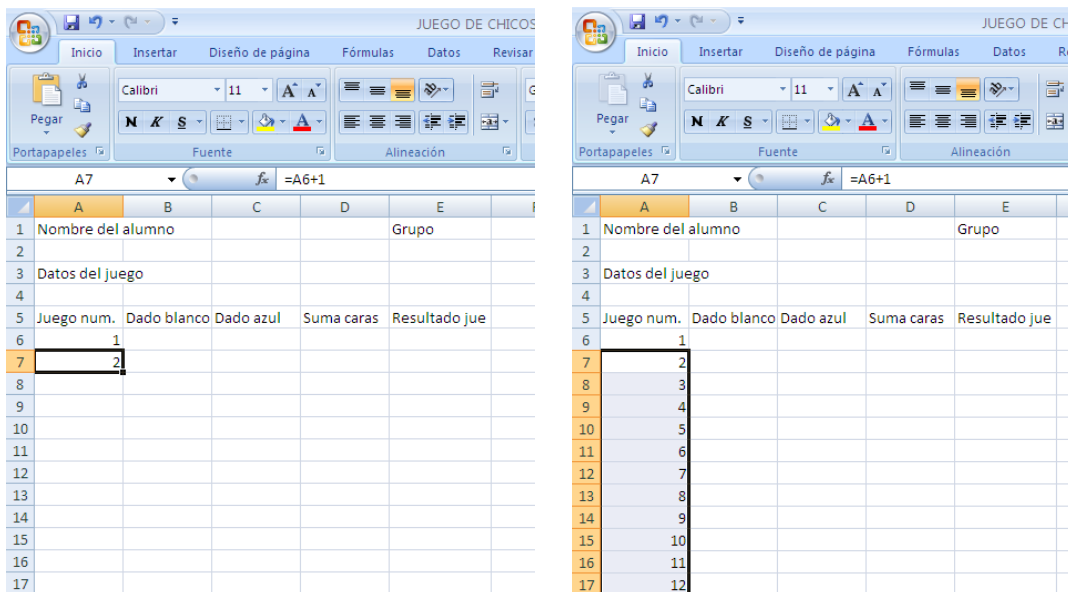 JUEGO DE CHICOS
Inicio Insertar Diseño de página Fórmulas Datos Revisar
Calibri 11
Pegar
N K S
Portapapeles Fuente Alineación
A7 fx =A6+1
A B C D E
1 Nombre del alumno Grupo
2
3 Datos del juego
4
5 Juego num. Dado blanco Dado azul Suma caras Resultado jue
6 1
7 2
8
9
10
11
12
13
14
15
16
17
JUEGO DE CH
Inicio Insertar Diseño de página Fórmulas Datos
Calibri 11
Pegar
N K S
Portapapeles Fuente Alineación
A7 fx =A6+1
A B C D E
1 Nombre del alumno Grupo
2
3 Datos del juego
4
5 Juego num. Dado blanco Dado azul Suma caras Resultado jue
6 1
7 2
8 3
9 4
10 5
11 6
12 7
13 8
14 9
15 10
16 11
17 12